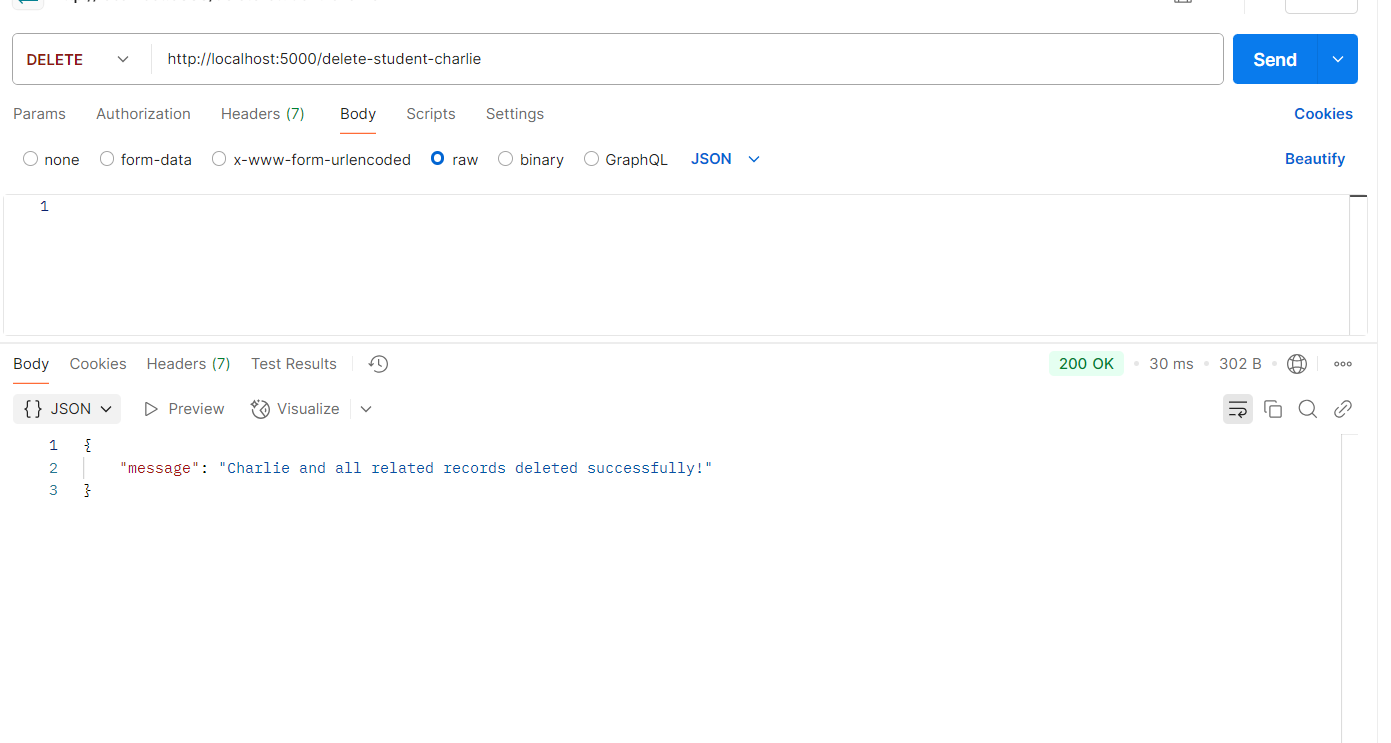 DELETE http://localhost:5000/delete-student-charlie Send
Params Authorization Headers (7) Body Scripts Settings Cookies
none form-data x-www-form-urlencoded raw binary GraphQL JSON Beautify
1
Body Cookies Headers (7) Test Results 200 OK 30 ms 302 B
{} JSON Preview Visualize
1 {
2 "message": "Charlie and all related records deleted successfully!"
3 }